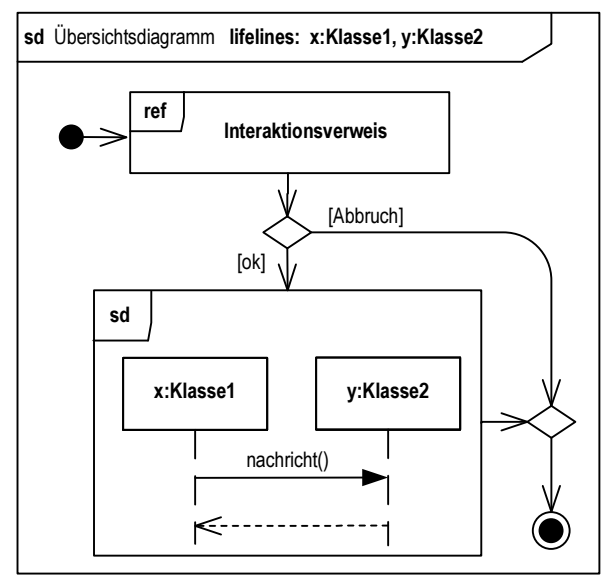 sd Übersichtsdiagramm lifelines: x:Klasse1, y:Klasse2
ref
Interaktionsverweis
[Abbruch]
[ok]
sd
x:Klasse1 y:Klasse2
nachricht()